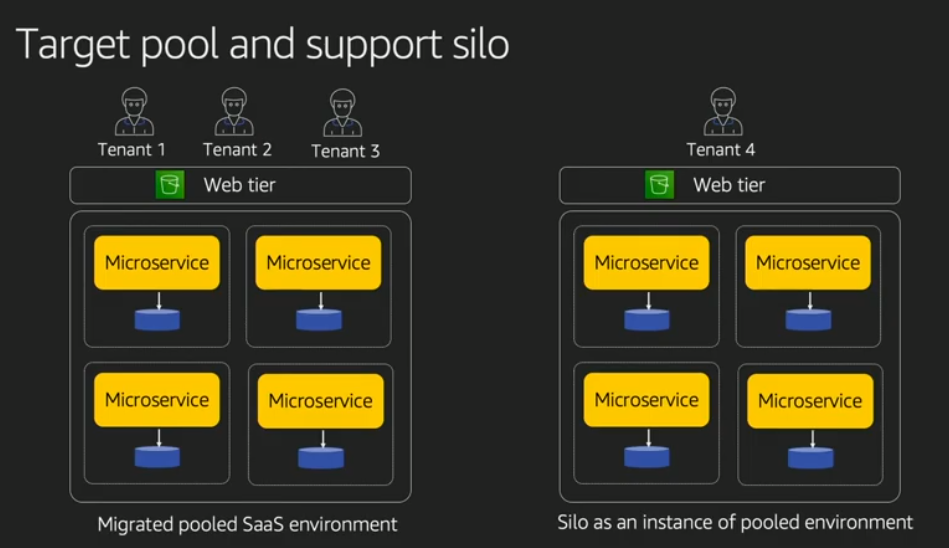 Target pool and support silo
Tenant 1 Tenant 2 Tenant 3
Web tier
Microservice Microservice
Microservice Microservice
Migrated pooled SaaS environment
Tenant 4
Web tier
Microservice Microservice
Microservice Microservice
Silo as an instance of pooled environment